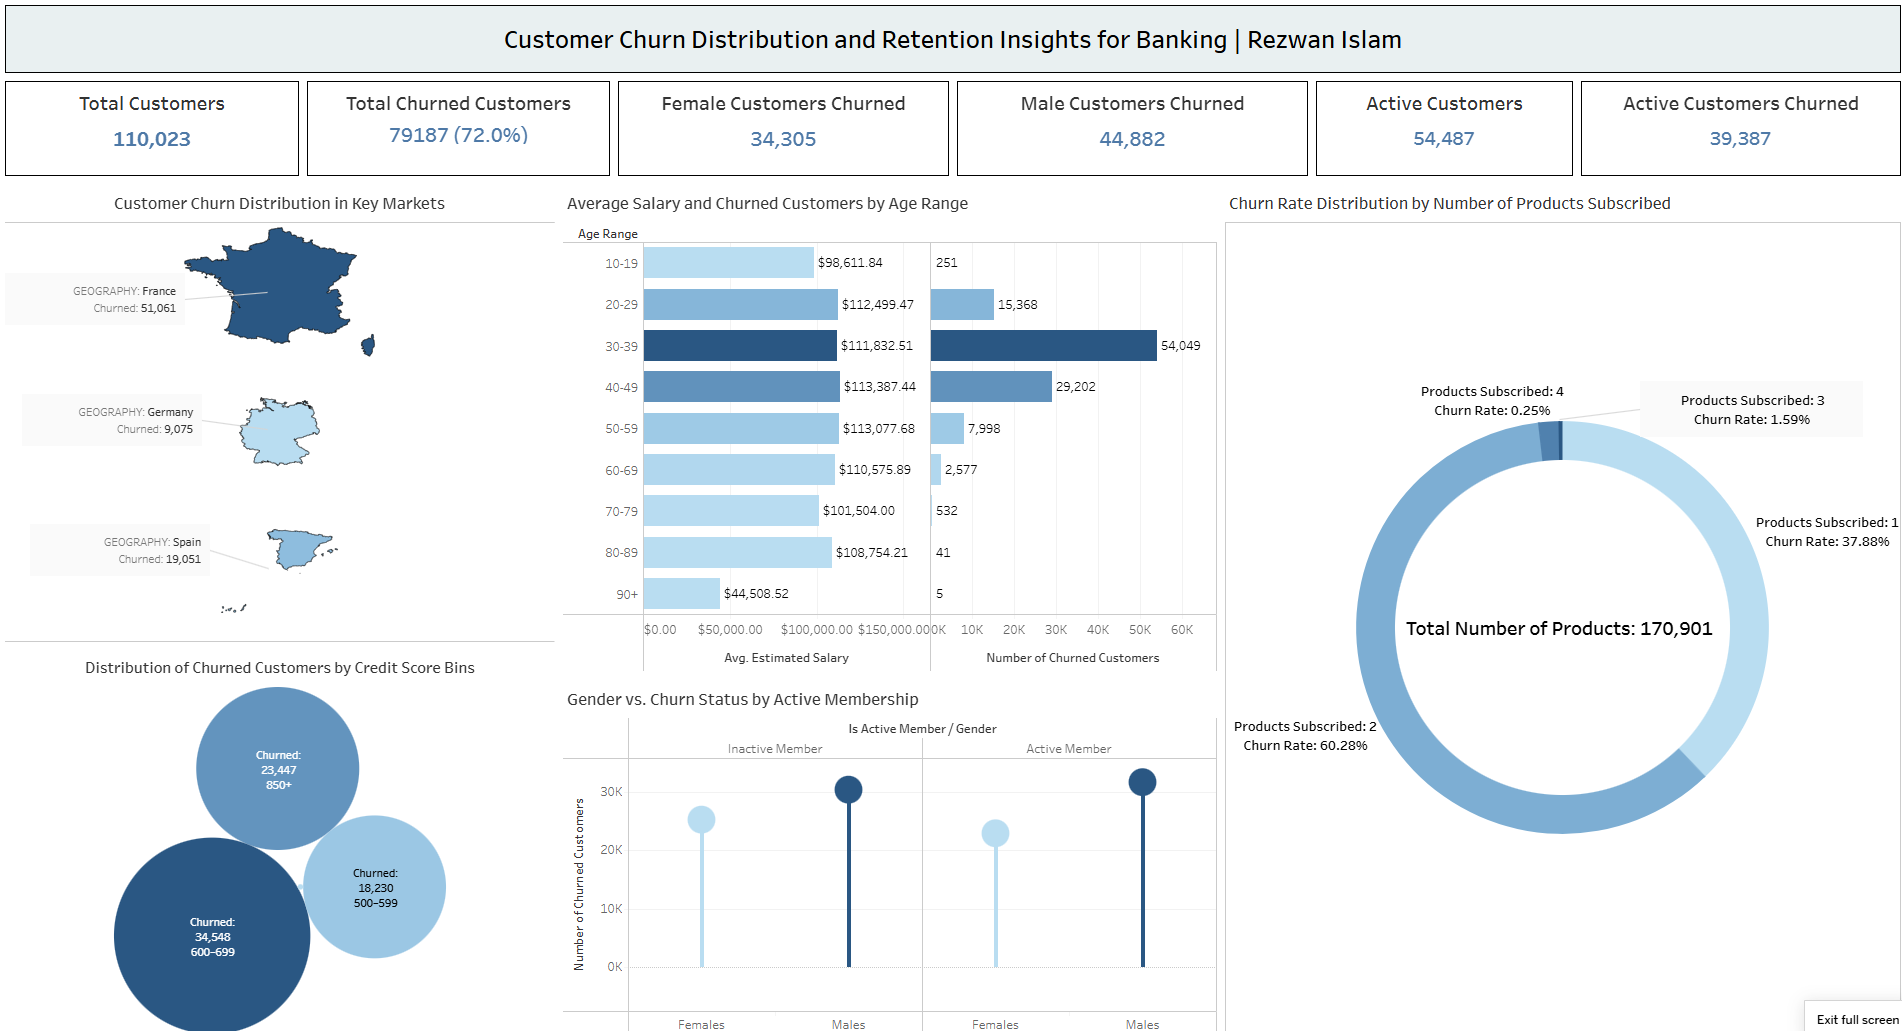 Customer Churn Distribution and Retention Insights for Banking | Rezwan Islam
Total Customers
110,023
Total Churned Customers
79187 (72.0%)
Female Customers Churned
34,305
Male Customers Churned
44,882
Active Customers
54,487
Active Customers Churned
39,387
Customer Churn Distribution in Key Markets
GEOGRAPHY: France
Churned: 51,061
GEOGRAPHY: Germany
Churned: 9,075
GEOGRAPHY: Spain
Churned: 19,051
Distribution of Churned Customers by Credit Score Bins
Churned:
23,447
850+
Churned:
18,230
500-599
Churned:
34,548
600-699
Average Salary and Churned Customers by Age Range
Age Range
10-19 $98,611.84 251
20-29 $112,499.47 15,368
30-39 $111,832.51 54,049
40-49 $113,387.44 29,202
50-59 $113,077.68 7,998
60-69 $110,575.89 2,577
70-79 $101,504.00 532
80-89 $108,754.21 41
90+ $44,508.52 5
$0.00 $50,000.00 $100,000.00 $150,000.00 0K 10K 20K 30K 40K 50K 60K
Avg. Estimated Salary Number of Churned Customers
Gender vs. Churn Status by Active Membership
Is Active Member / Gender
Inactive Member Active Member
Number of Churned Customers
30K
20K
10K
0K
Females Males Females Males
Churn Rate Distribution by Number of Products Subscribed
Products Subscribed: 4
Churn Rate: 0.25%
Products Subscribed: 3
Churn Rate: 1.59%
Products Subscribed: 1
Churn Rate: 37.88%
Total Number of Products: 170,901
Products Subscribed: 2
Churn Rate: 60.28%
Exit full screen